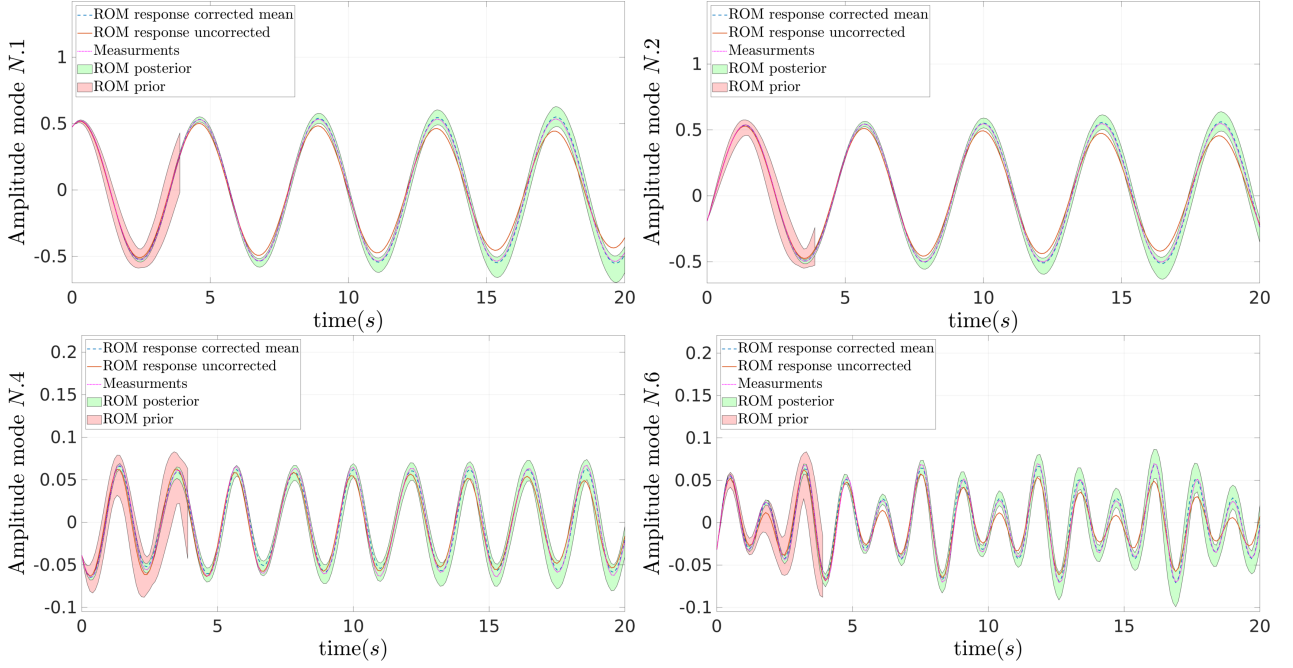 Amplitude mode N.1
1
0.5
0
-0.5
ROM response corrected mean
ROM response uncorrected
Measurments
ROM posterior
ROM prior
0 5 10 15 20
time(s)
Amplitude mode N.2
1
0.5
0
-0.5
ROM response corrected mean
ROM response uncorrected
Measurments
ROM posterior
ROM prior
0 5 10 15 20
time(s)
Amplitude mode N.4
0.2
0.15
0.1
0.05
0
-0.05
-0.1
ROM response corrected mean
ROM response uncorrected
Measurments
ROM posterior
ROM prior
0 5 10 15 20
time(s)
Amplitude mode N.6
0.2
0.15
0.1
0.05
0
-0.05
-0.1
ROM response corrected mean
ROM response uncorrected
Measurments
ROM posterior
ROM prior
0 5 10 15 20
time(s)